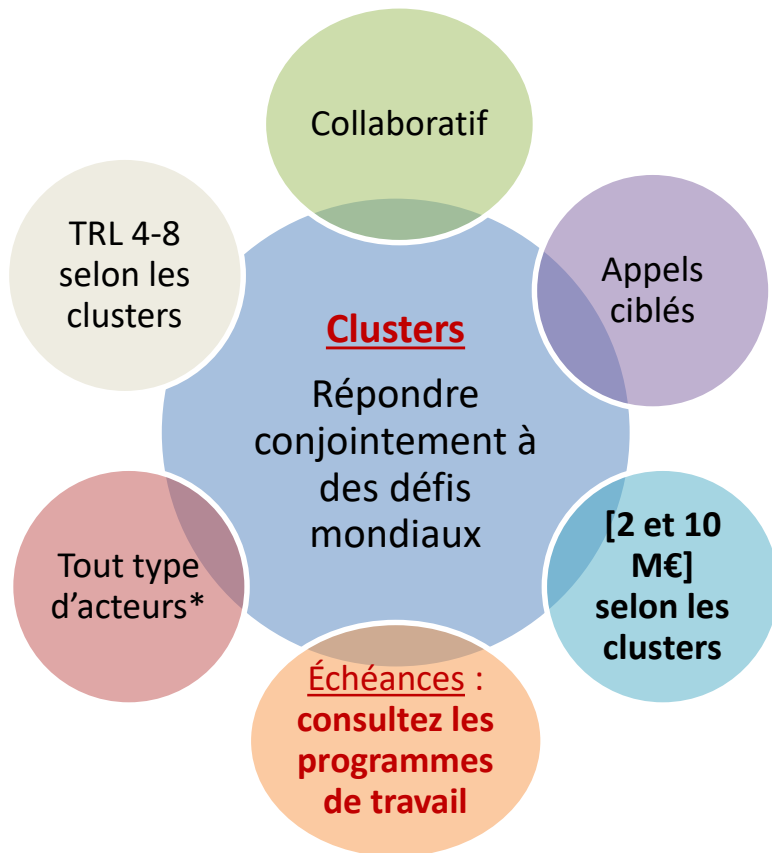 Collaboratif
TRL 4-8
selon les
clusters
Appels
ciblés
Clusters
Répondre
conjointement à
des défis
mondiaux
Tout type
d’acteurs*
[2 et 10
M€]
selon les
clusters
Échéances :
consultez les
programmes
de travail